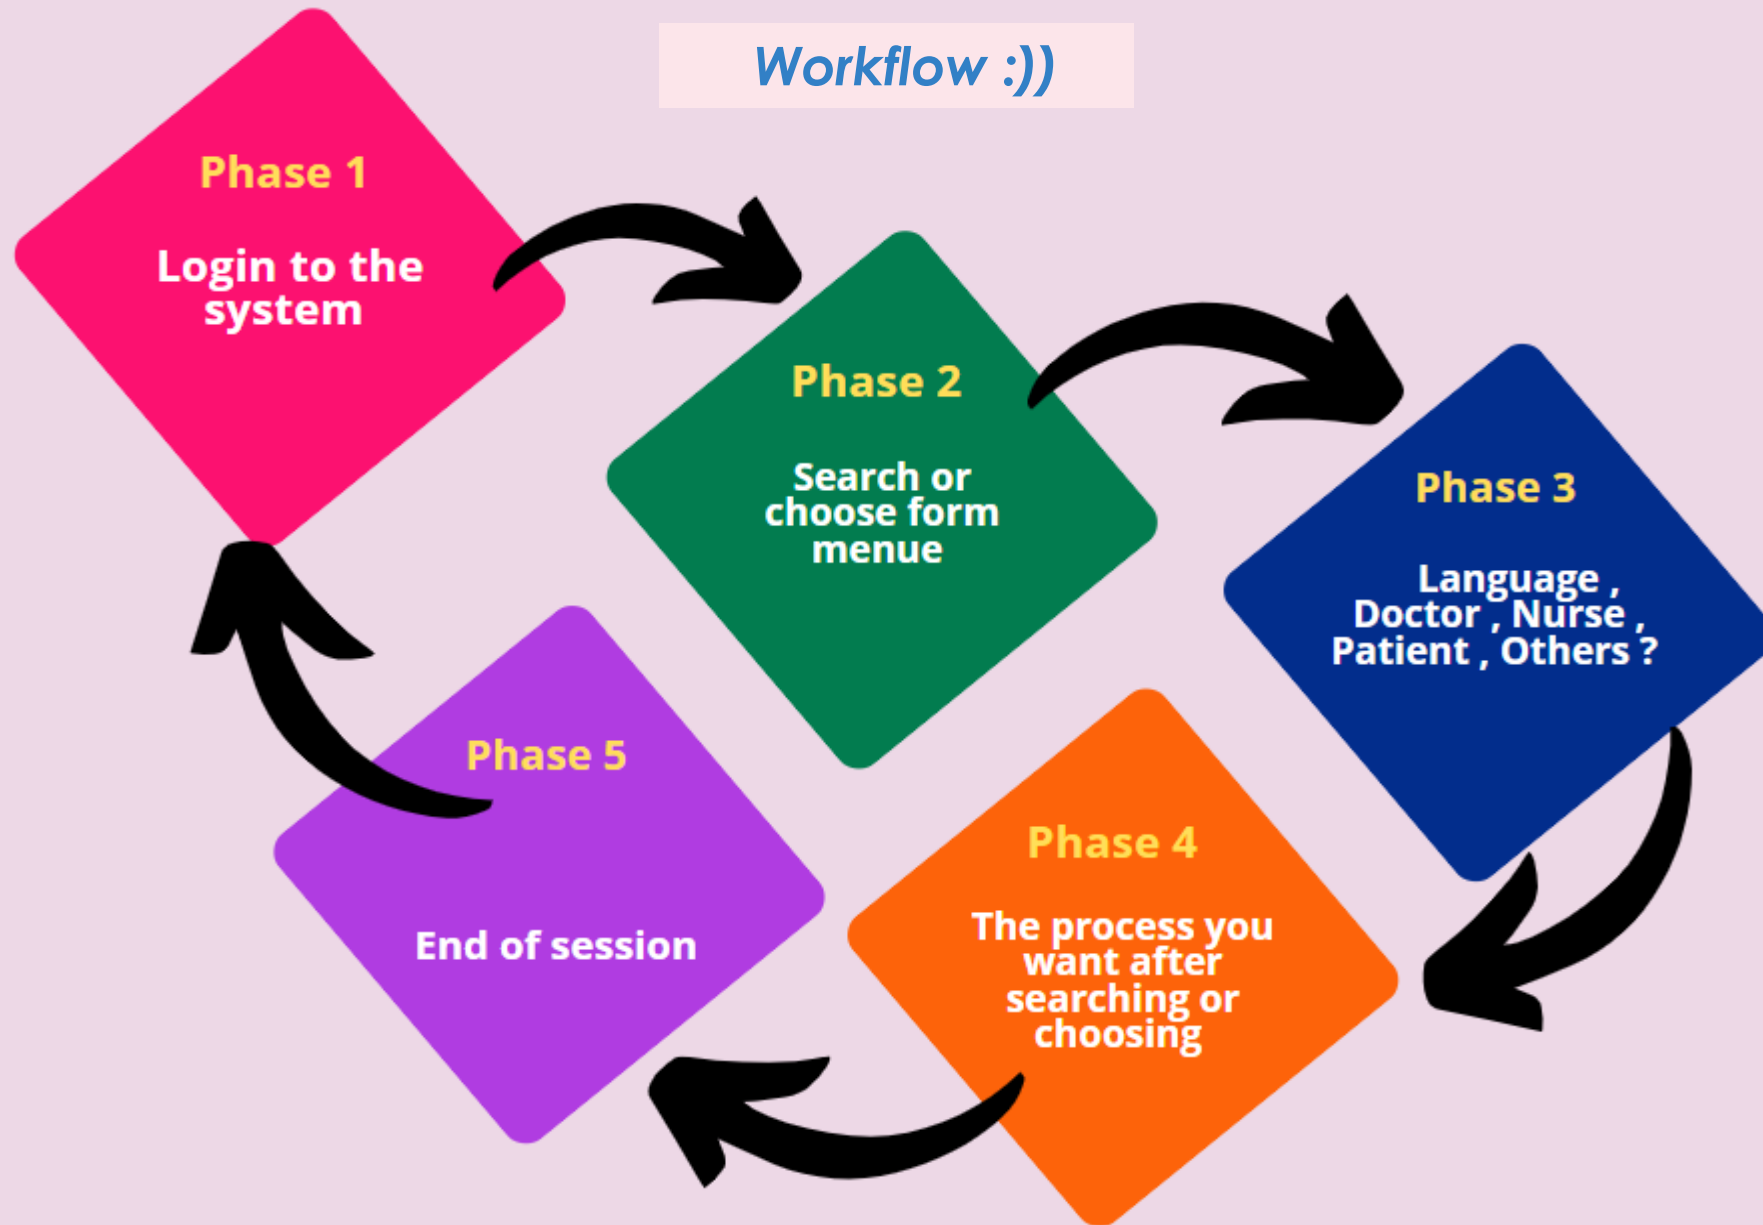 Workflow :))
Phase 1
Login to the
system
Phase 2
Search or
choose form
menue
Phase 3
Language ,
Doctor , Nurse ,
Patient , Others ?
Phase 4
The process you
want after
searching or
choosing
Phase 5
End of session